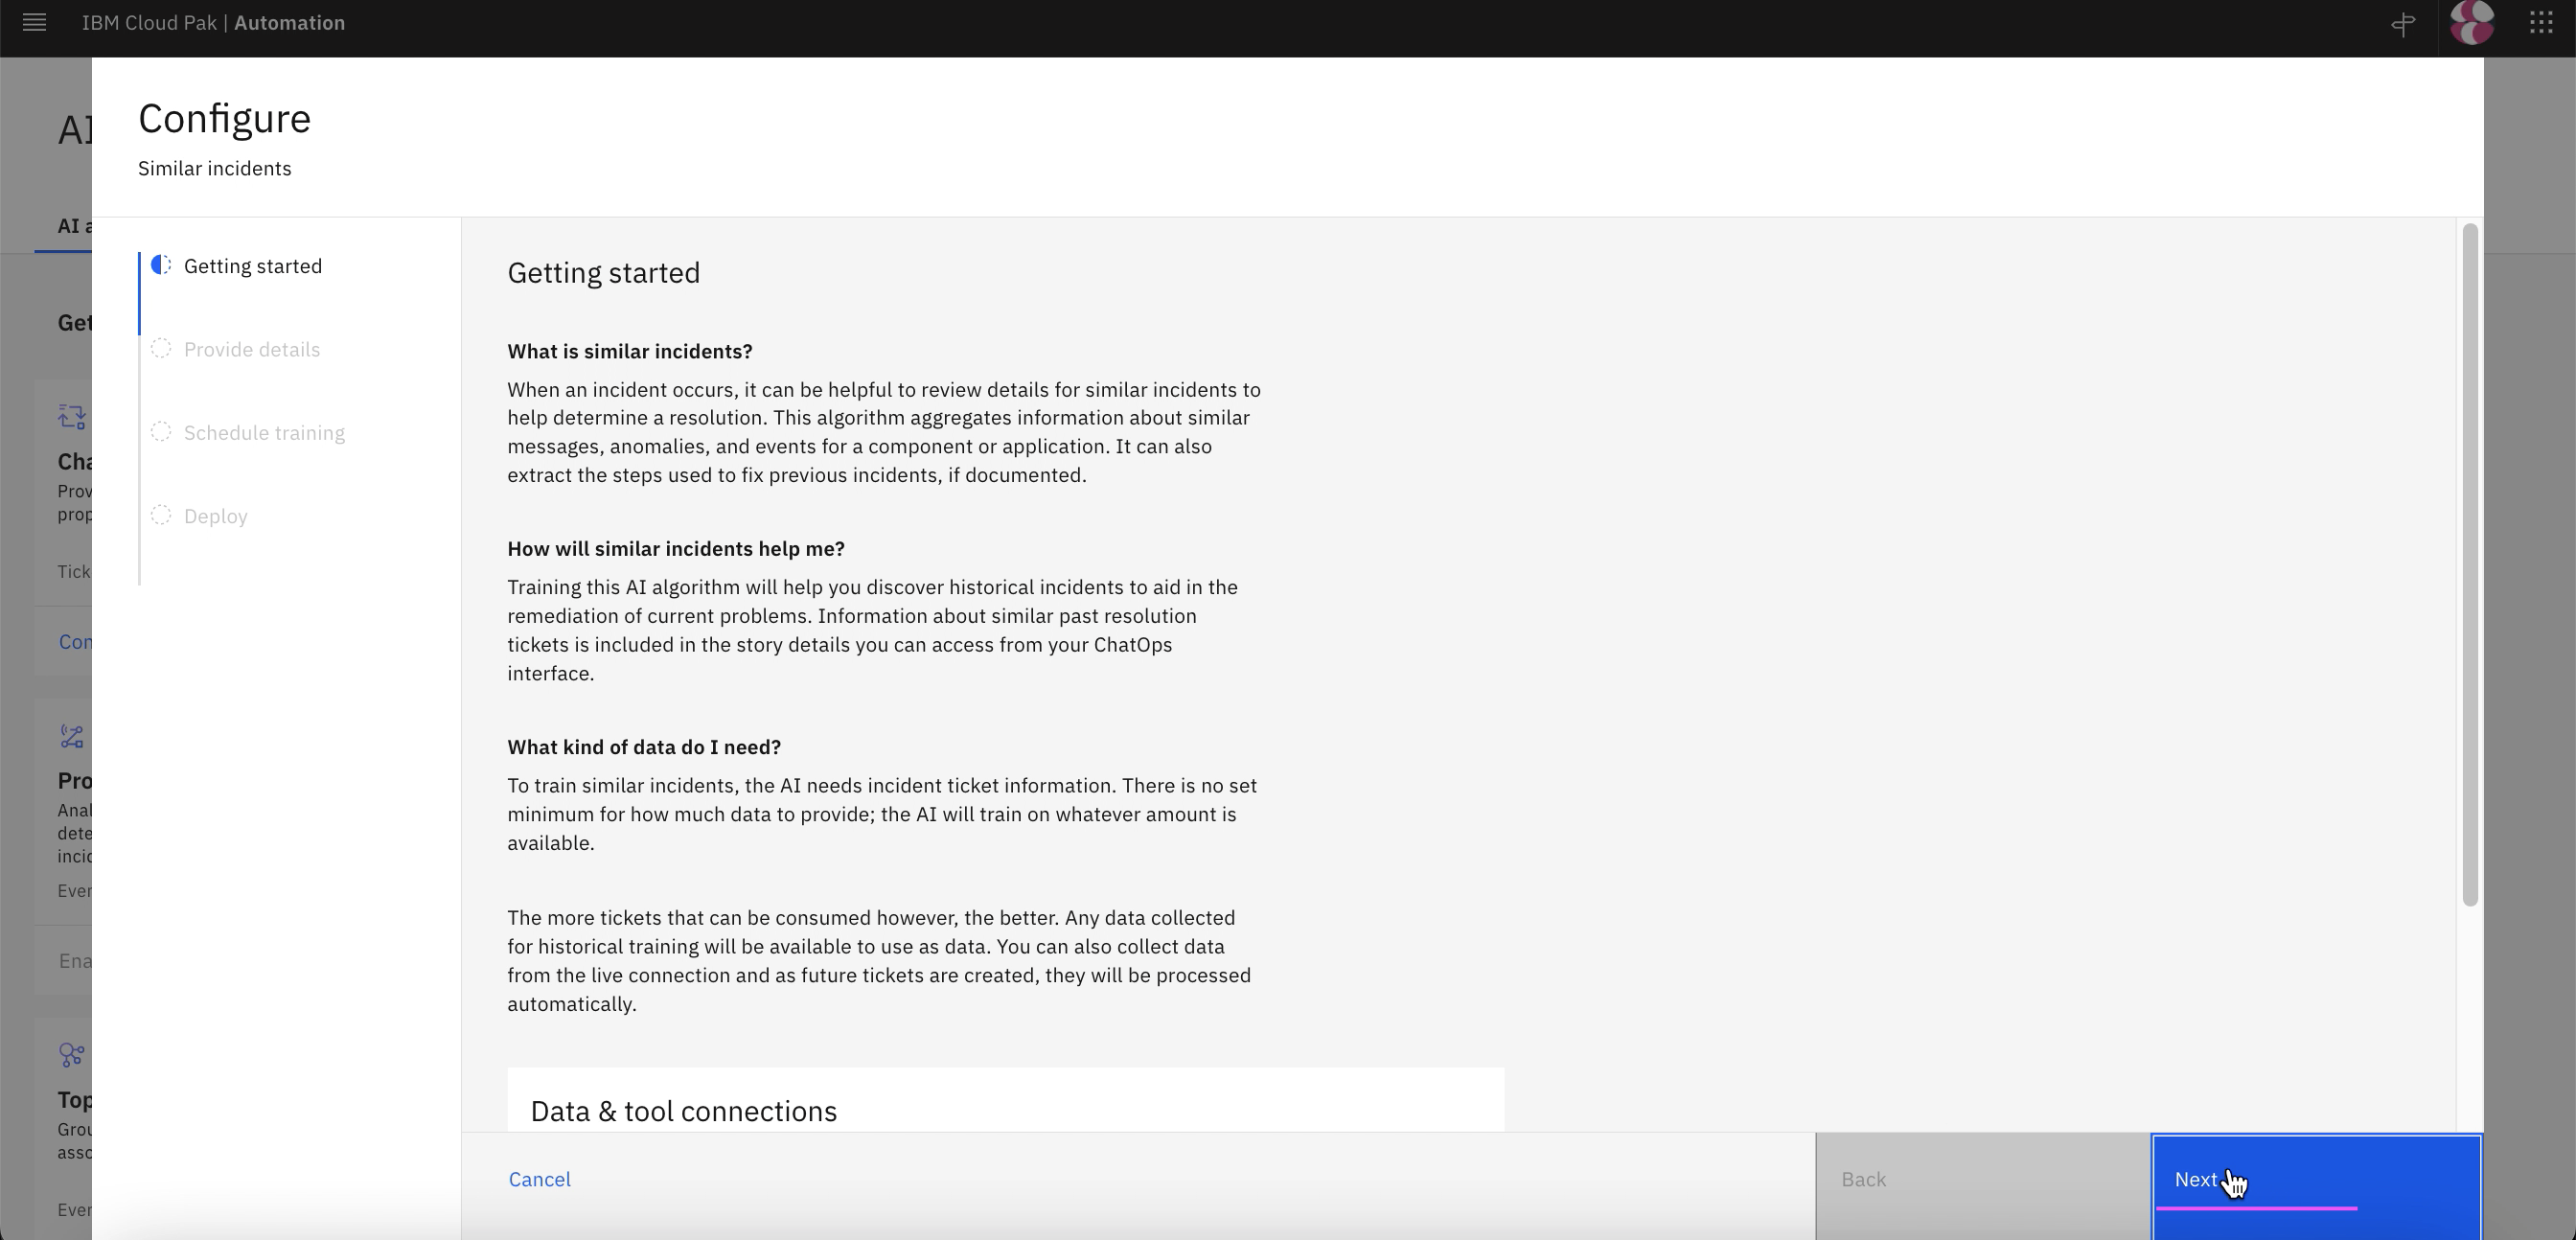 IBM Cloud Pak | Automation
AI
Configure
Similar incidents
AI a
Get
Cha
Prov
prop
Tick
Con
Pro
Anal
dete
incid
Even
Ena
Top
Grou
asso
Even
Getting started
Provide details
Schedule training
Deploy
Getting started
What is similar incidents?
When an incident occurs, it can be helpful to review details for similar incidents to
help determine a resolution. This algorithm aggregates information about similar
messages, anomalies, and events for a component or application. It can also
extract the steps used to fix previous incidents, if documented.
How will similar incidents help me?
Training this AI algorithm will help you discover historical incidents to aid in the
remediation of current problems. Information about similar past resolution
tickets is included in the story details you can access from your ChatOps
interface.
What kind of data do I need?
To train similar incidents, the AI needs incident ticket information. There is no set
minimum for how much data to provide; the AI will train on whatever amount is
available.
The more tickets that can be consumed however, the better. Any data collected
for historical training will be available to use as data. You can also collect data
from the live connection and as future tickets are created, they will be processed
automatically.
Data & tool connections
Cancel
Back
Next